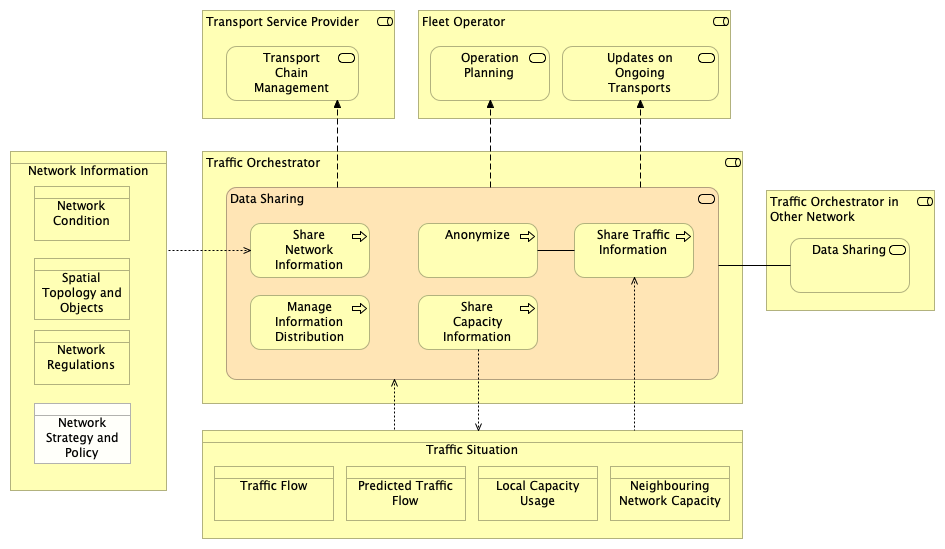 Transport Service Provider
Transport
Chain
Management
Fleet Operator
Operation
Planning
Updates on
Ongoing
Transports
Network Information
Network
Condition
Spatial
Topology and
Objects
Network
Regulations
Network
Strategy and
Policy
Traffic Orchestrator
Data Sharing
Share
Network
Information
Anonymize
Share Traffic
Information
Manage
Information
Distribution
Share
Capacity
Information
Traffic Orchestrator in
Other Network
Data Sharing
Traffic Situation
Traffic Flow
Predicted Traffic
Flow
Local Capacity
Usage
Neighbouring
Network Capacity